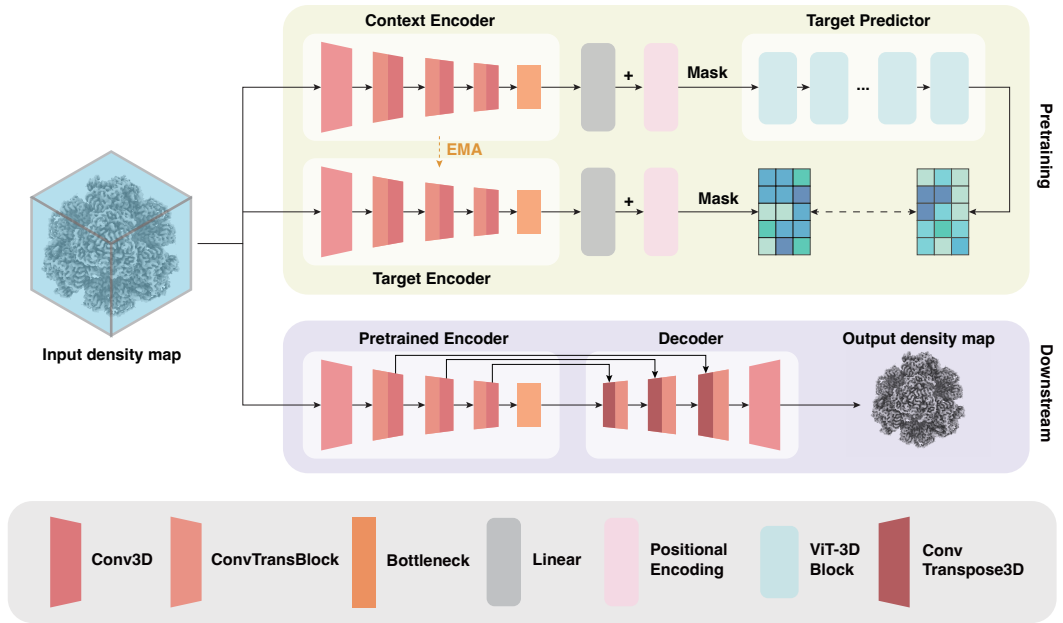 Context Encoder
Target Predictor
+
Mask
...
EMA
Pretraining
+
Mask
Target Encoder
Input density map
Pretrained Encoder
Decoder
Output density map
Downstream
Conv3D
ConvTransBlock
Bottleneck
Linear
Positional
Encoding
ViT-3D
Block
Conv
Transpose3D